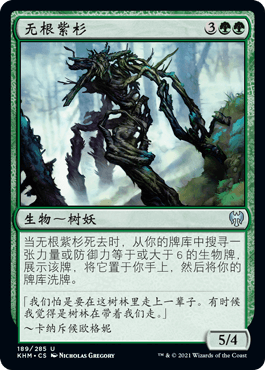 无根紫杉 3
生物～树妖
当无根紫杉死去时，从你的牌库中搜寻一
张力量或防御力等于或大于6的生物牌，
展示该牌，将它置于你手上，然后将你的
牌库洗牌。
「我们怕是要在这树林里走上一辈子。有时候
我觉得是树林在带着我们走。」
～卡纳斥候欧格妮
5/4
189/285 U
KHM • CS NICHOLAS GREGORY
™ & © 2021 Wizards of the Coast